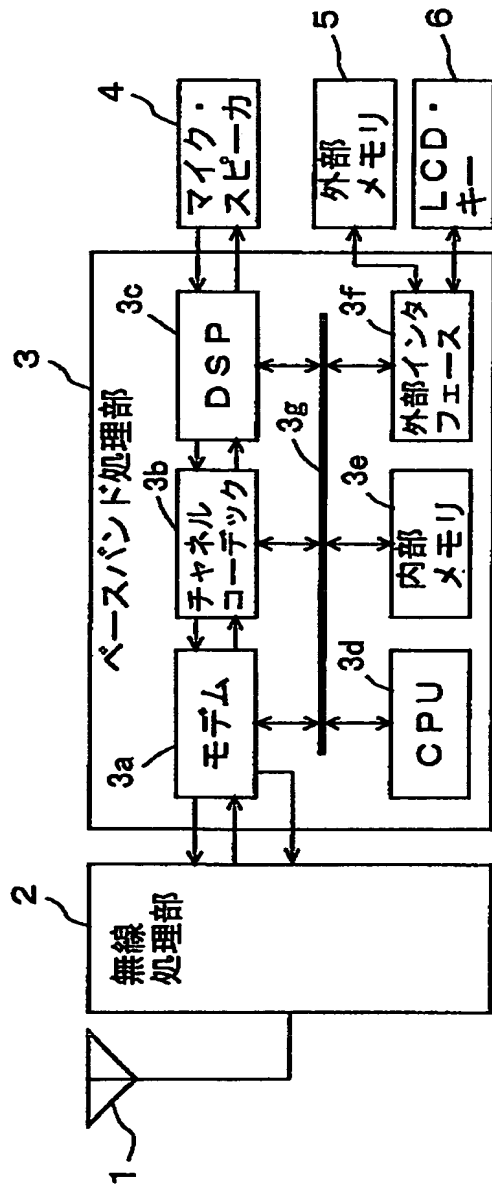 1
2
無線
処理部
3
ベースバンド処理部
3a
モデム
3b
チャネル
コーデック
3c
DSP
3g
3d
CPU
3e
内部
メモリ
3f
外部インタ
フェース
4
マイク・
スピーカ
5
外部
メモリ
6
LCD・
キー